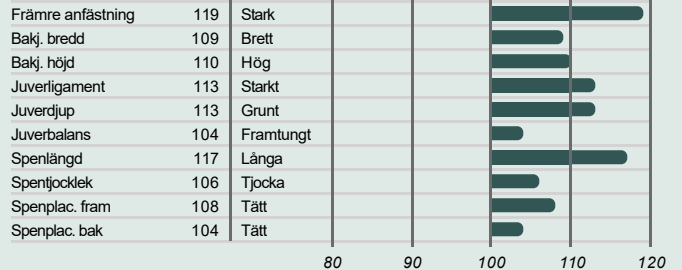 Främre anfästning 119 Stark
Bakj. bredd 109 Brett
Bakj. höjd 110 Hög
Juverligament 113 Starkt
Juverdjup 113 Grunt
Juverbalans 104 Framtungt
Spenlängd 117 Långa
Spentjocklek 106 Tjocka
Spenplac. fram 108 Tätt
Spenplac. bak 104 Tätt
80 90 100 110 120